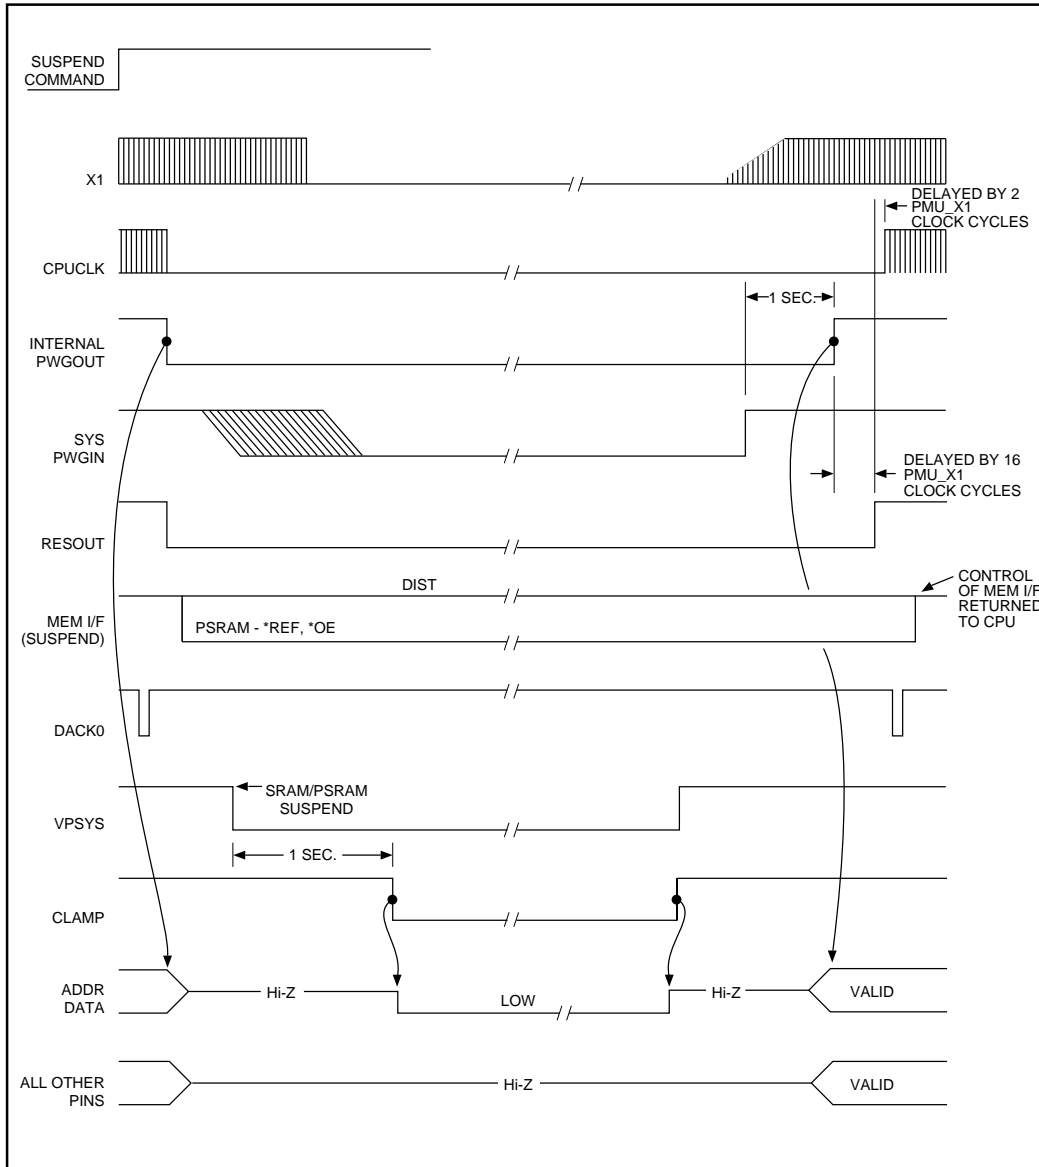 SUSPEND
COMMAND
X1
DELAYED BY 2
PMU_X1
CLOCK CYCLES
CPUCLK
1 SEC.
INTERNAL
PWGOUT
SYS
PWGIN
DELAYED BY 16
PMU_X1
CLOCK CYCLES
RESOUT
DIST
CONTROL
OF MEM I/F
RETURNED
TO CPU
MEM I/F
(SUSPEND)
PSRAM - *REF, *OE
DACK0
SRAM/PSRAM
SUSPEND
VPSYS
1 SEC.
CLAMP
ADDR
DATA
Hi-Z
LOW
Hi-Z
VALID
ALL OTHER
PINS
Hi-Z
VALID